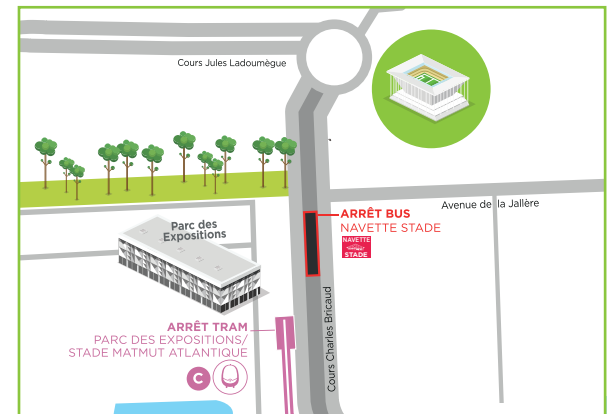 Cours Jules Ladoumègue
Avenue de la Jallère
ARRÊT BUS
NAVETTE STADE
NAVETTE
STADE
Parc des
Expositions
Cours Charles Bricaud
ARRÊT TRAM
PARC DES EXPOSITIONS/
STADE MATMUT ATLANTIQUE
C